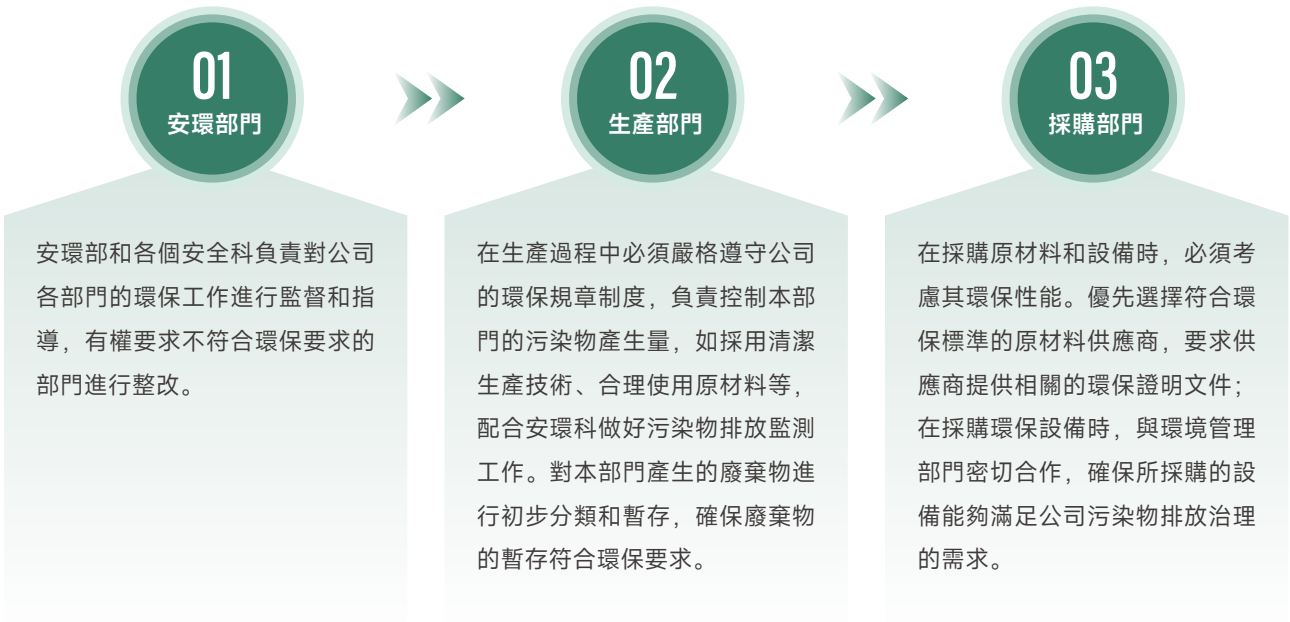 01
安環部門
安環部和各個安全科負責對公司
各部門的環保工作進行監督和指
導，有權要求不符合環保要求的
部門進行整改。
02
生產部門
在生產過程中必須嚴格遵守公司
的環保規章制度，負責控制本部
門的污染物產生量，如採用清潔
生產技術、合理使用原材料等，
配合安環科做好污染物排放監測
工作。對本部門產生的廢棄物進
行初步分類和暫存，確保廢棄物
的暫存符合環保要求。
03
採購部門
在採購原材料和設備時，必須考
慮其環保性能。優先選擇符合環
保標準的原材料供應商，要求供
應商提供相關的環保證明文件；
在採購環保設備時，與環境管理
部門密切合作，確保所採購的設
備能夠滿足公司污染物排放治理
的需求。